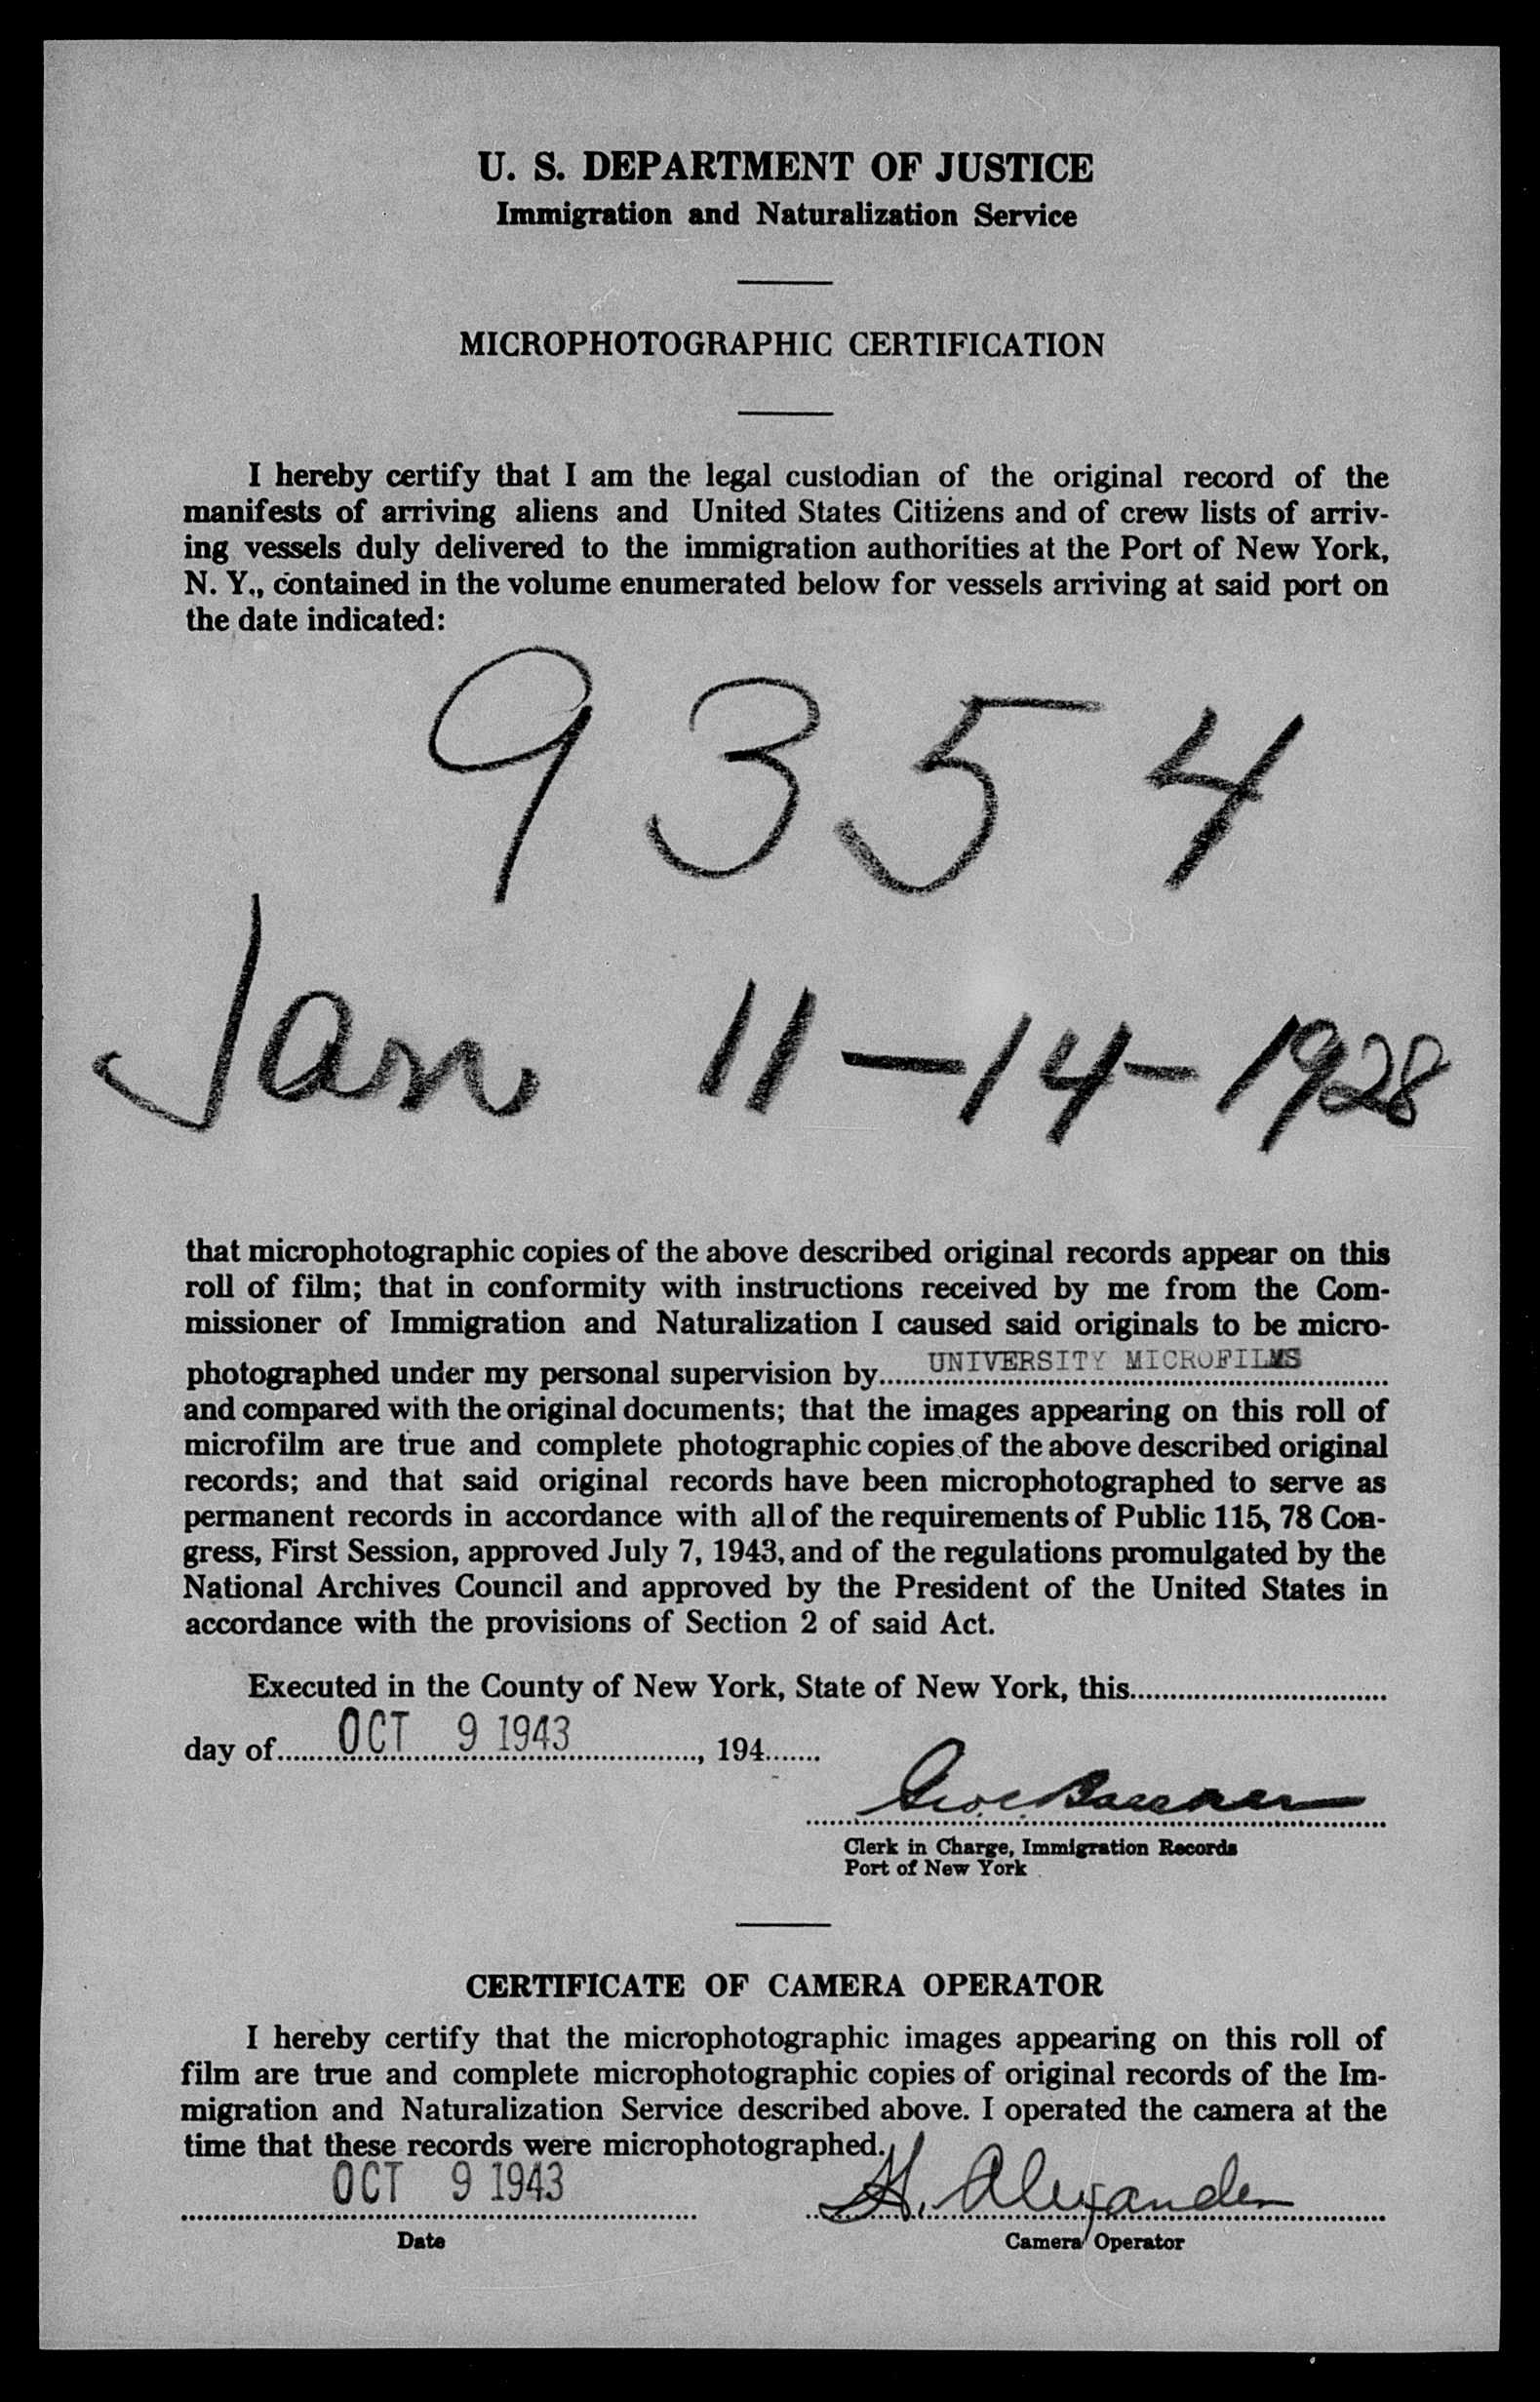 U. S. DEPARTMENT OF JUSTICE
Immigration and Naturalization Service
MICROPHOTOGRAPHIC CERTIFICATION
I hereby certify that I am the legal custodian of the original record of the
manifests of arriving aliens and United States Citizens and of crew lists of arriv-
ing vessels duly delivered to the immigration authorities at the Port of New York,
N. Y., contained in the volume enumerated below for vessels arriving at said port on
the date indicated:
9354
Jan 11-14-1928
that microphotographic copies of the above described original records appear on this
roll of film; that in conformity with instructions received by me from the Com-
missioner of Immigration and Naturalization I caused said originals to be micro-
photographed under my personal supervision by UNIVERSITY MICROFILMS
and compared with the original documents; that the images appearing on this roll of
microfilm are true and complete photographic copies of the above described original
records; and that said original records have been microphotographed to serve as
permanent records in accordance with all of the requirements of Public 115, 78 Con-
gress, First Session, approved July 7, 1943, and of the regulations promulgated by the
National Archives Council and approved by the President of the United States in
accordance with the provisions of Section 2 of said Act.
Executed in the County of New York, State of New York, this
day of OCT 9 1943, 194
Clerk in Charge, Immigration Records
Port of New York
CERTIFICATE OF CAMERA OPERATOR
I hereby certify that the microphotographic images appearing on this roll of
film are true and complete microphotographic copies of original records of the Im-
migration and Naturalization Service described above. I operated the camera at the
time that these records were microphotographed.
OCT 9 1943 H. Alexander
Date Camera Operator